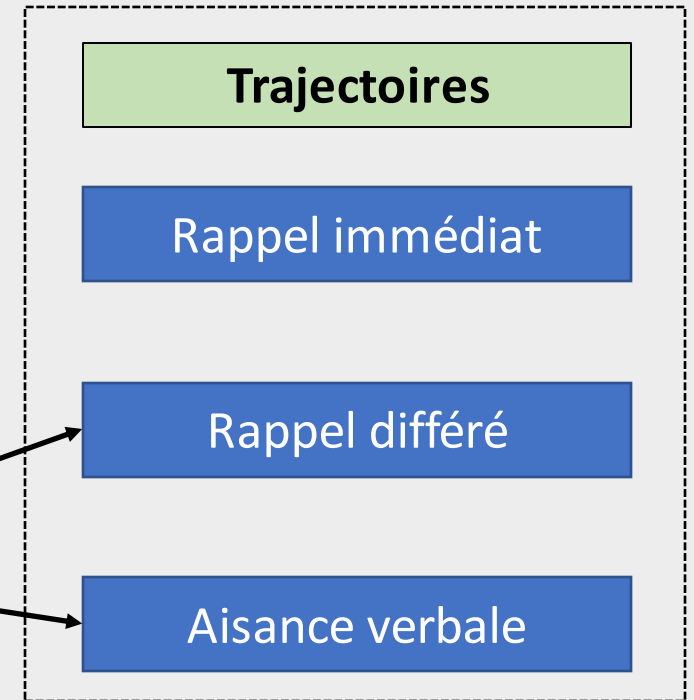 Trajectoires
Rappel immédiat
Rappel différé
Aisance verbale